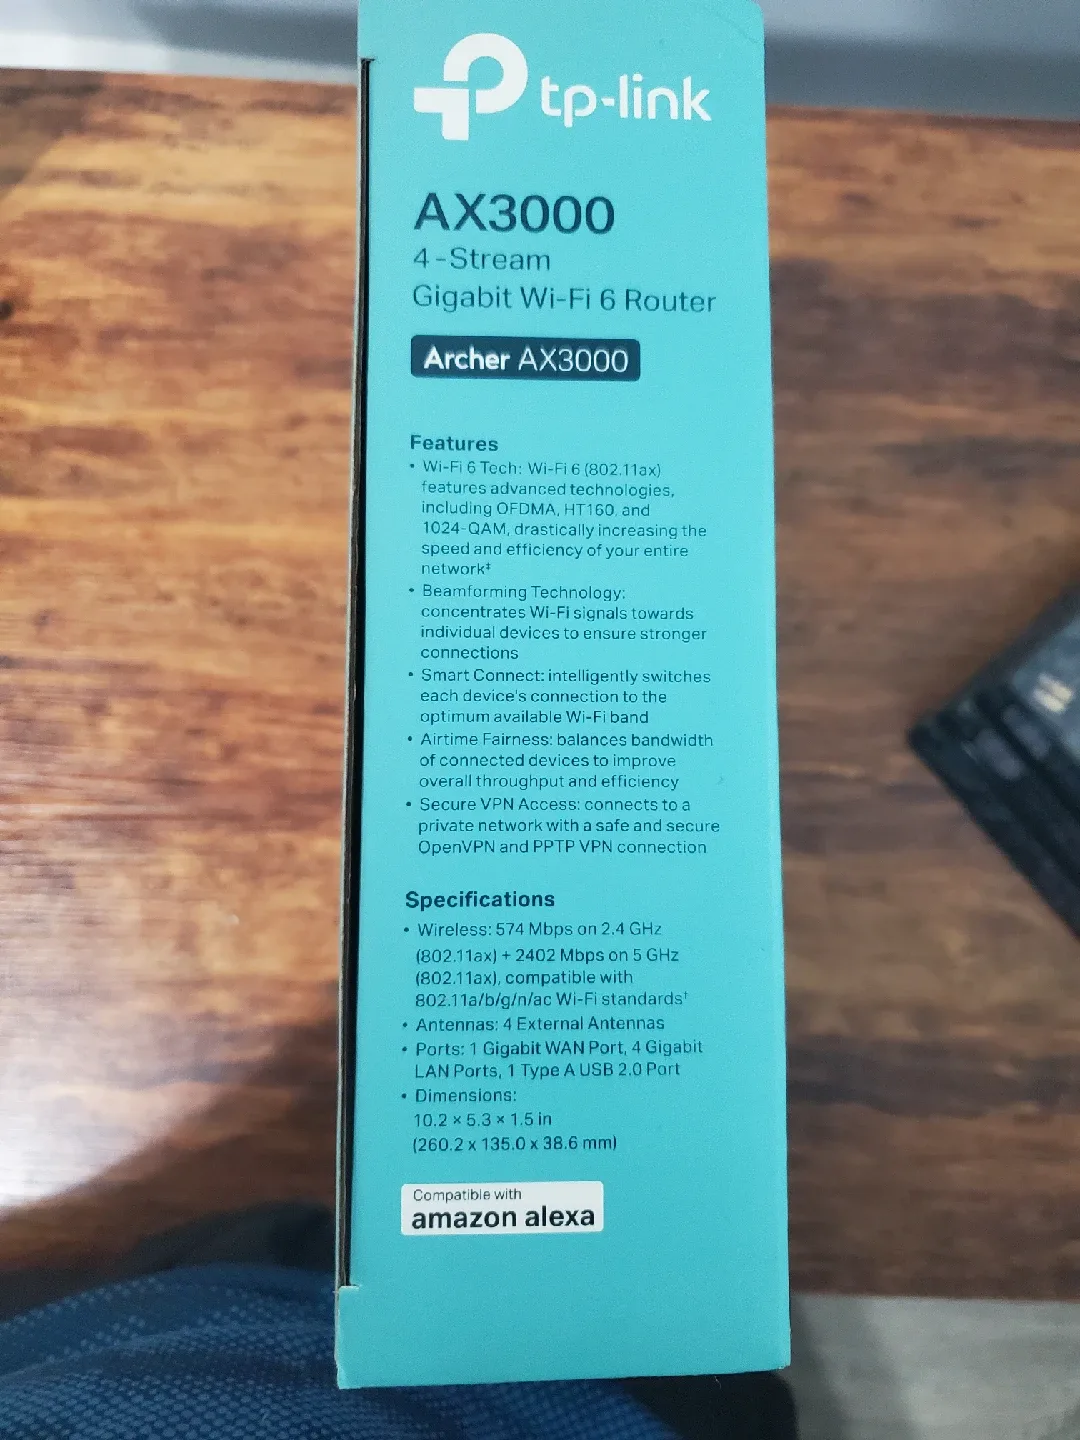 tp-link
AX3000
4-Stream
Gigabit Wi-Fi 6 Router
Archer AX3000
Features
• Wi-Fi 6 Tech: Wi-Fi 6 (802.11ax)
features advanced technologies,
including OFDMA, HT160, and
1024-QAM, drastically increasing the
speed and efficiency of your entire
network‡
• Beamforming Technology:
concentrates Wi-Fi signals towards
individual devices to ensure stronger
connections
• Smart Connect: intelligently switches
each device's connection to the
optimum available Wi-Fi band
• Airtime Fairness: balances bandwidth
of connected devices to improve
overall throughput and efficiency
• Secure VPN Access: connects to a
private network with a safe and secure
OpenVPN and PPTP VPN connection
Specifications
• Wireless: 574 Mbps on 2.4 GHz
(802.11ax) + 2402 Mbps on 5 GHz
(802.11ax), compatible with
802.11a/b/g/n/ac Wi-Fi standards†
• Antennas: 4 External Antennas
• Ports: 1 Gigabit WAN Port, 4 Gigabit
LAN Ports, 1 Type A USB 2.0 Port
• Dimensions:
10.2 × 5.3 × 1.5 in
(260.2 x 135.0 x 38.6 mm)
Compatible with
amazon alexa